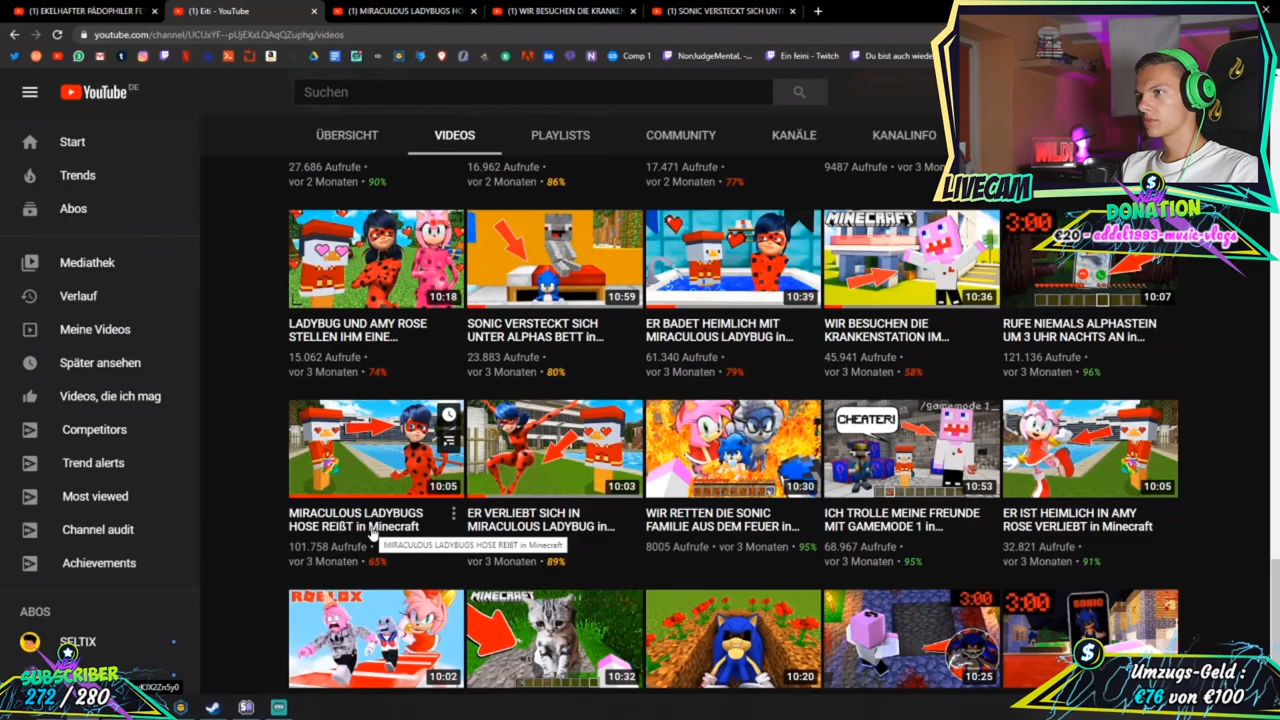 (1) EKELHAFTER PÄDOPHILER FE
(1) Eiti - YouTube
(1) MIRACULOUS LADYBUGS HO
(1) WIR BESUCHEN DIE KRANKEN
(1) SONIC VERSTECKT SICH UNT
youtube.com/channel/UCUxYF--pUjEXxLQAqQZuphg/videos
Comp 1
NonJudgeMentaL -...
Ein feini - Twitch
Du bist auch wiede
YouTube DE
Suchen
WILD!
LIVECAM
NEW
DONATION
€20 - addel1993-music-vlogs
ÜBERSICHT
VIDEOS
PLAYLISTS
COMMUNITY
KANÄLE
KANALINFO
Start
Trends
Abos
Mediathek
Verlauf
Meine Videos
Später ansehen
Videos, die ich mag
Competitors
Trend alerts
Most viewed
Channel audit
Achievements
ABOS
SELTIX
27.686 Aufrufe •
vor 2 Monaten • 90%
16.962 Aufrufe •
vor 2 Monaten • 86%
17.471 Aufrufe •
vor 2 Monaten • 77%
9487 Aufrufe • vor 3 Mon
10:18
10:59
10:39
MINECRAFT
10:36
3:00
10:07
LADYBUG UND AMY ROSE
STELLEN IHM EINE...
15.062 Aufrufe •
vor 3 Monaten • 74%
SONIC VERSTECKT SICH
UNTER ALPHAS BETT in...
23.883 Aufrufe •
vor 3 Monaten • 80%
ER BADET HEIMLICH MIT
MIRACULOUS LADYBUG in...
61.340 Aufrufe •
vor 3 Monaten • 79%
WIR BESUCHEN DIE
KRANKENSTATION IM...
45.941 Aufrufe •
vor 3 Monaten • 58%
RUFE NIEMALS ALPHASTEIN
UM 3 UHR NACHTS AN in...
121.136 Aufrufe •
vor 3 Monaten • 96%
10:05
10:03
10:30
CHEATER!
/gamemode 1
10:53
10:05
MIRACULOUS LADYBUGS
HOSE REIßT in Minecraft
101.758 Aufrufe •
vor 3 Monaten • 65%
MIRACULOUS LADYBUGS HOSE REIßT in Minecraft
ER VERLIEBT SICH IN
MIRACULOUS LADYBUG in...
vor 3 Monaten • 89%
WIR RETTEN DIE SONIC
FAMILIE AUS DEM FEUER in...
8005 Aufrufe • vor 3 Monaten • 95%
ICH TROLLE MEINE FREUNDE
MIT GAMEMODE 1 in...
68.967 Aufrufe •
vor 3 Monaten • 95%
ER IST HEIMLICH IN AMY
ROSE VERLIEBT in Minecraft
32.821 Aufrufe •
vor 3 Monaten • 91%
ROBLOX
10:02
MINECRAFT
10:32
10:20
3:00
10:25
3:00
SONIC
NEW
SUBSCRIBER
272 / 280
KJX2Zn5y0
Umzugs-Geld :
€76 von €100